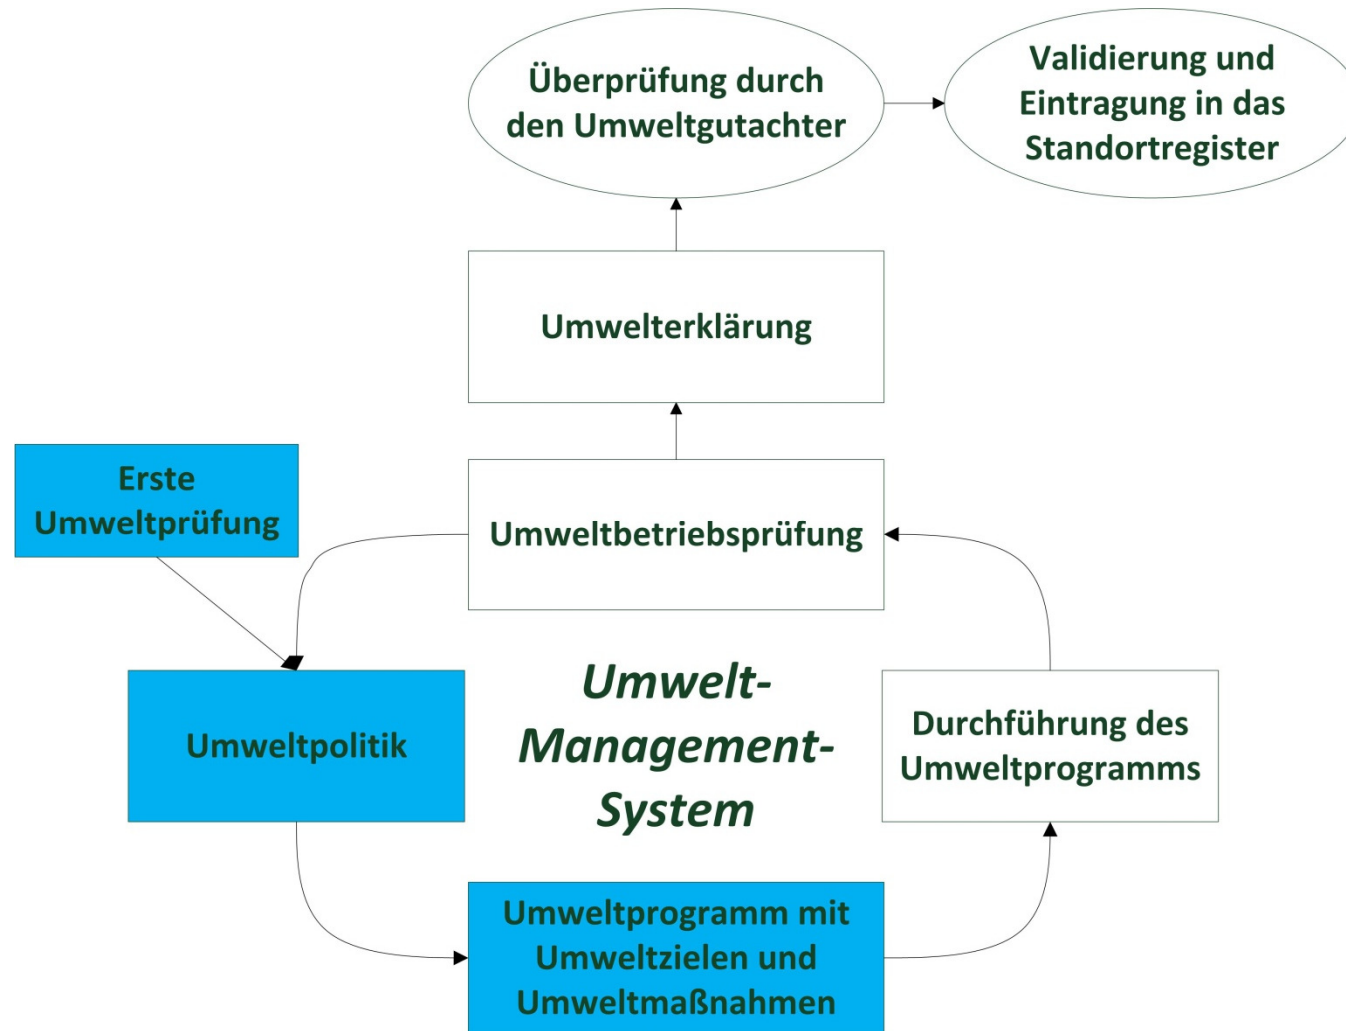 Überprüfung durch
den Umweltgutachter
Validierung und
Eintragung in das
Standortregister
Umwelterklärung
Erste
Umweltprüfung
Umweltbetriebsprüfung
Umweltpolitik
Umwelt-
Management-
System
Durchführung des
Umweltprogramms
Umweltprogramm mit
Umweltzielen und
Umweltmaßnahmen